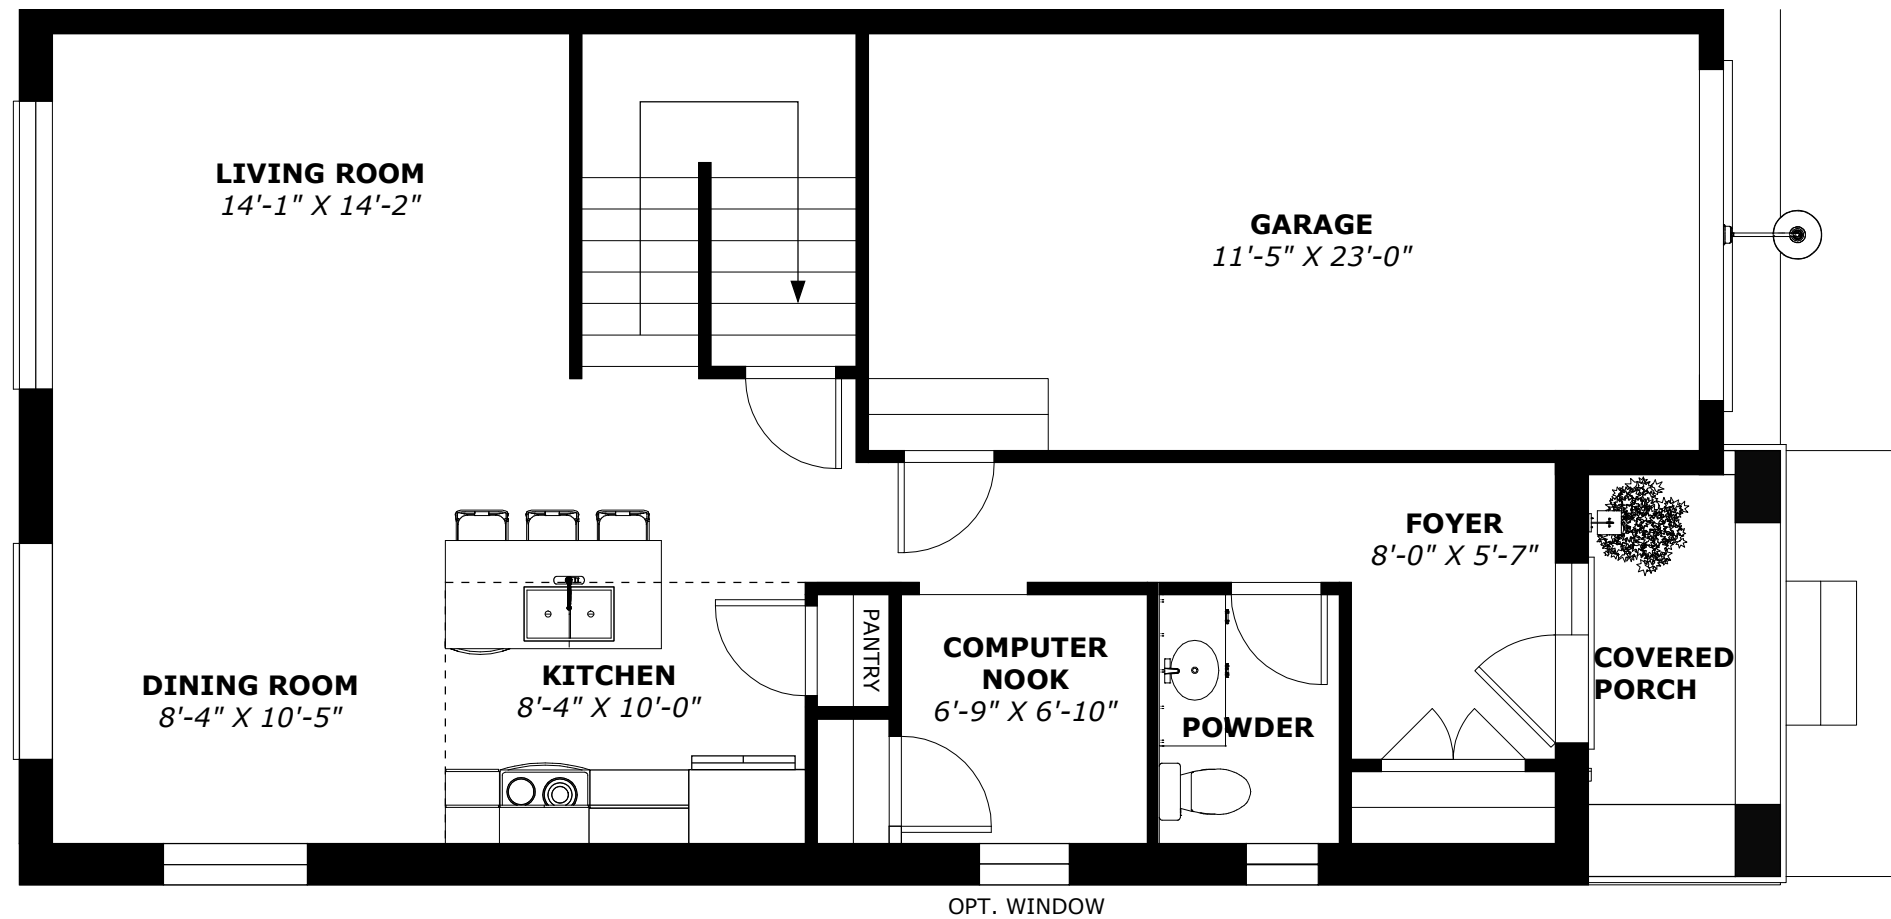 LIVING ROOM
14'-1" X 14'-2"
GARAGE
11'-5" X 23'-0"
FOYER
8'-0" X 5'-7"
DINING ROOM
8'-4" X 10'-5"
KITCHEN
8'-4" X 10'-0"
PANTRY
COMPUTER
NOOK
6'-9" X 6'-10"
POWDER
COVERED
PORCH
OPT. WINDOW